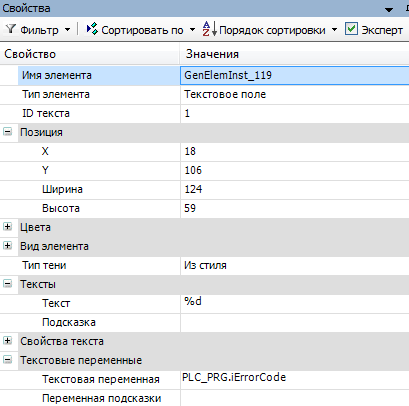 Свойства
Фильтр Сортировать по Порядок сортировки Эксперт
Свойство Значения
Имя элемента GenElemInst_119
Тип элемента Текстовое поле
ID текста 1
Позиция
X 18
Y 106
Ширина 124
Высота 59
Цвета
Вид элемента
Тип тени Из стиля
Тексты
Текст %d
Подсказка
Свойства текста
Текстовые переменные
Текстовая переменная PLC_PRG.iErrorCode
Переменная подсказки